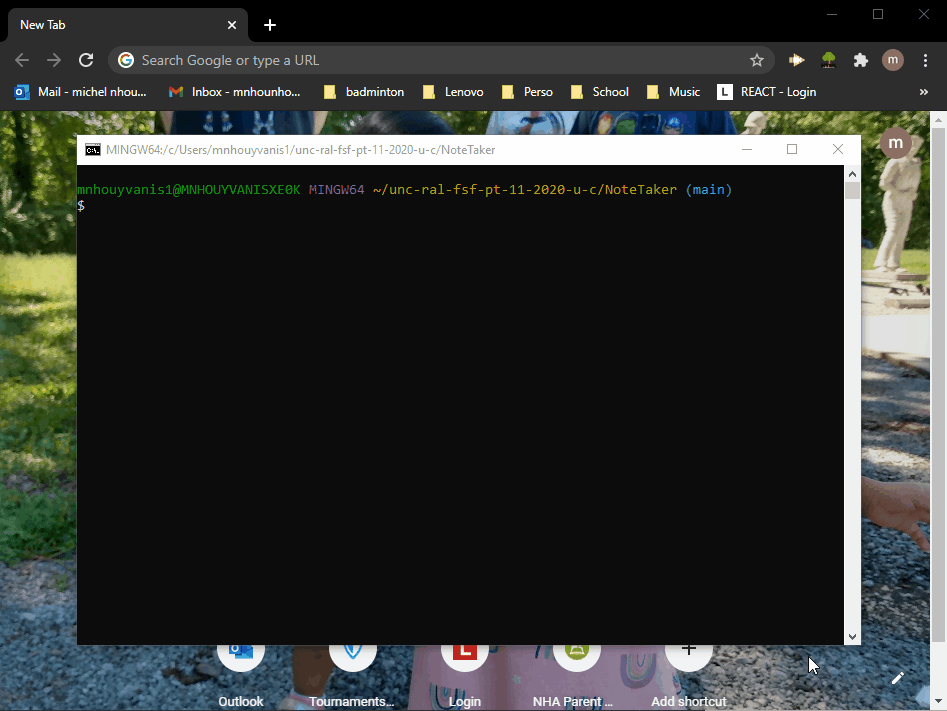 New Tab
Search Google or type a URL
m
Mail - michel nhou...
Inbox - mnhounho...
badminton
Lenovo
Perso
School
Music
L
REACT - Login
»
m
MINGW64:/c/Users/mnhouyvanis1/unc-ral-fsf-pt-11-2020-u-c/NoteTaker
mnhouyvanis1@MNHOUYVANISXE0K MINGW64 ~/unc-ral-fsf-pt-11-2020-u-c/NoteTaker (main)
$
L
Outlook
Tournaments...
Login
NHA Parent ...
Add shortcut